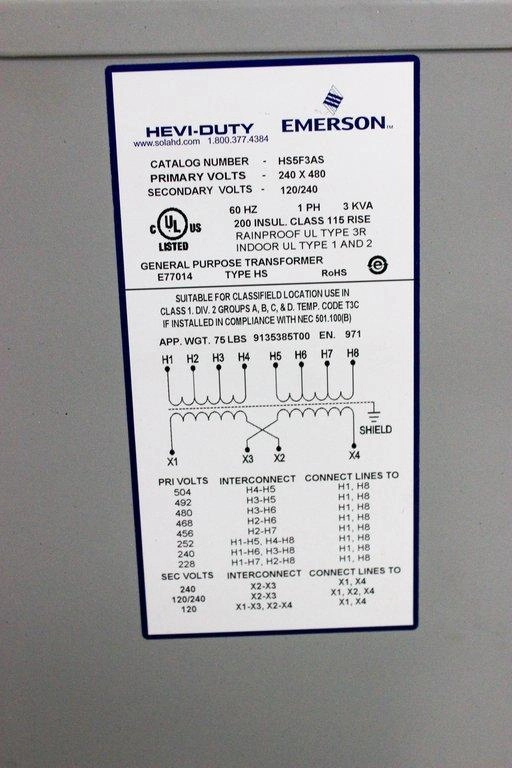 HEVI-DUTY EMERSON™
www.solahd.com 1.800.377.4384
CATALOG NUMBER - HS5F3AS
PRIMARY VOLTS - 240 X 480
SECONDARY VOLTS - 120/240
60 HZ 1 PH 3 KVA
200 INSUL. CLASS 115 RISE
RAINPROOF UL TYPE 3R
INDOOR UL TYPE 1 AND 2
C UL US
LISTED
GENERAL PURPOSE TRANSFORMER
E77014 TYPE HS RoHS e
SUITABLE FOR CLASSIFIED LOCATION USE IN
CLASS 1. DIV. 2 GROUPS A, B, C, & D. TEMP. CODE T3C
IF INSTALLED IN COMPLIANCE WITH NEC 501.100(B)
APP. WGT. 75 LBS 9135385T00 EN. 971
H1 H2 H3 H4 H5 H6 H7 H8
SHIELD
X1 X3 X2 X4
PRI VOLTS INTERCONNECT CONNECT LINES TO
504 H4-H5 H1, H8
492 H3-H5 H1, H8
480 H3-H6 H1, H8
468 H2-H6 H1, H8
456 H2-H7 H1, H8
252 H1-H5, H4-H8 H1, H8
240 H1-H6, H3-H8 H1, H8
228 H1-H7, H2-H8 H1, H8
SEC VOLTS INTERCONNECT CONNECT LINES TO
240 X2-X3 X1, X4
120/240 X2-X3 X1, X2, X4
120 X1-X3, X2-X4 X1, X4